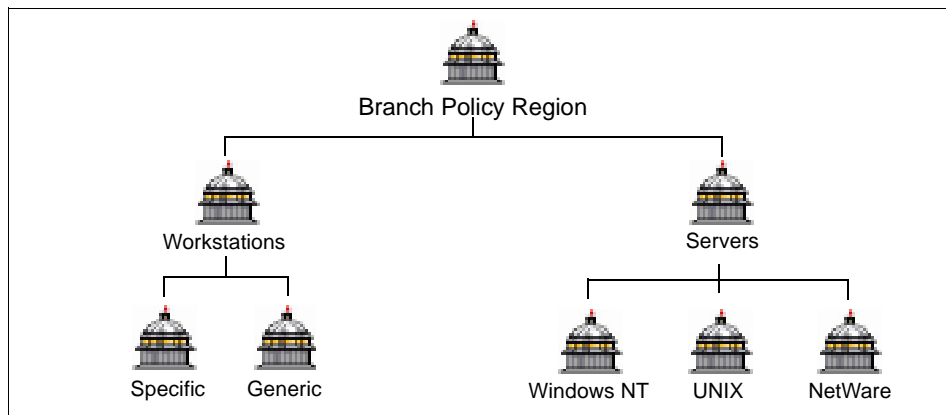 Branch Policy Region
Workstations
Servers
Specific
Generic
Windows NT
UNIX
NetWare